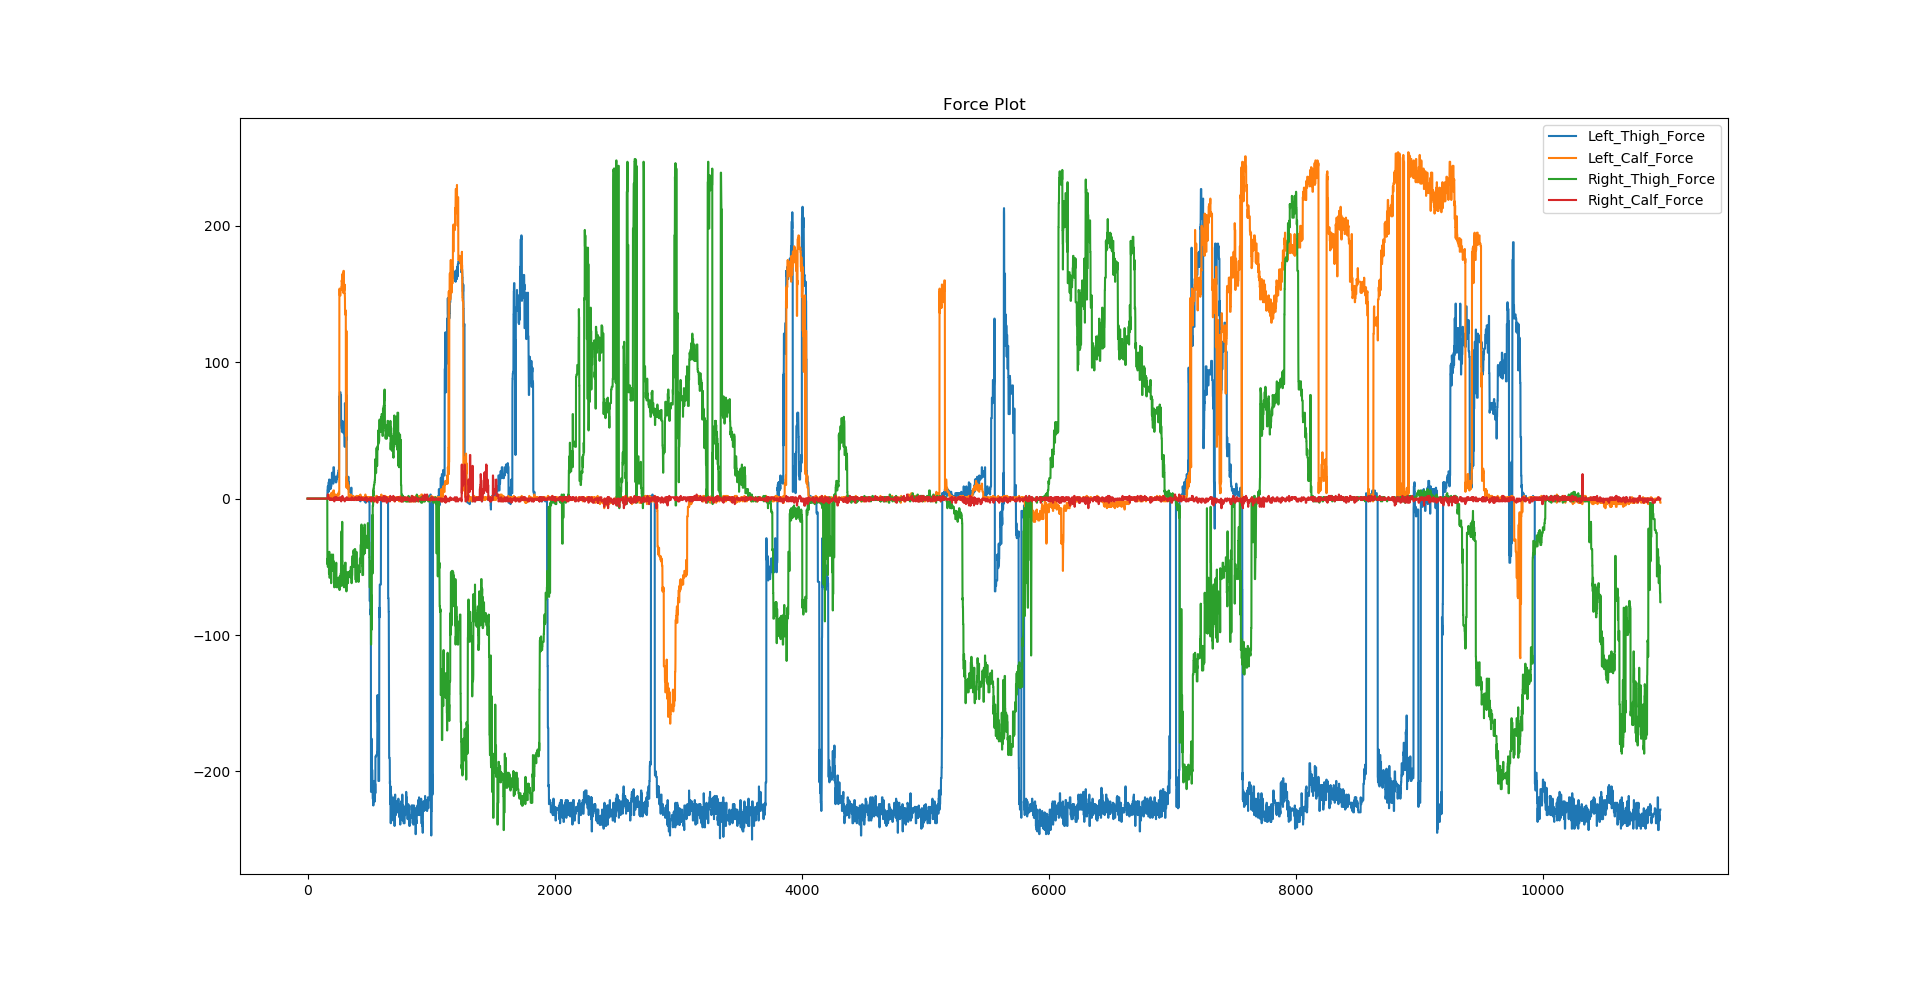 Force Plot
Left_Thigh_Force
Left_Calf_Force
Right_Thigh_Force
Right_Calf_Force
200
100
0
−100
−200
0 2000 4000 6000 8000 10000